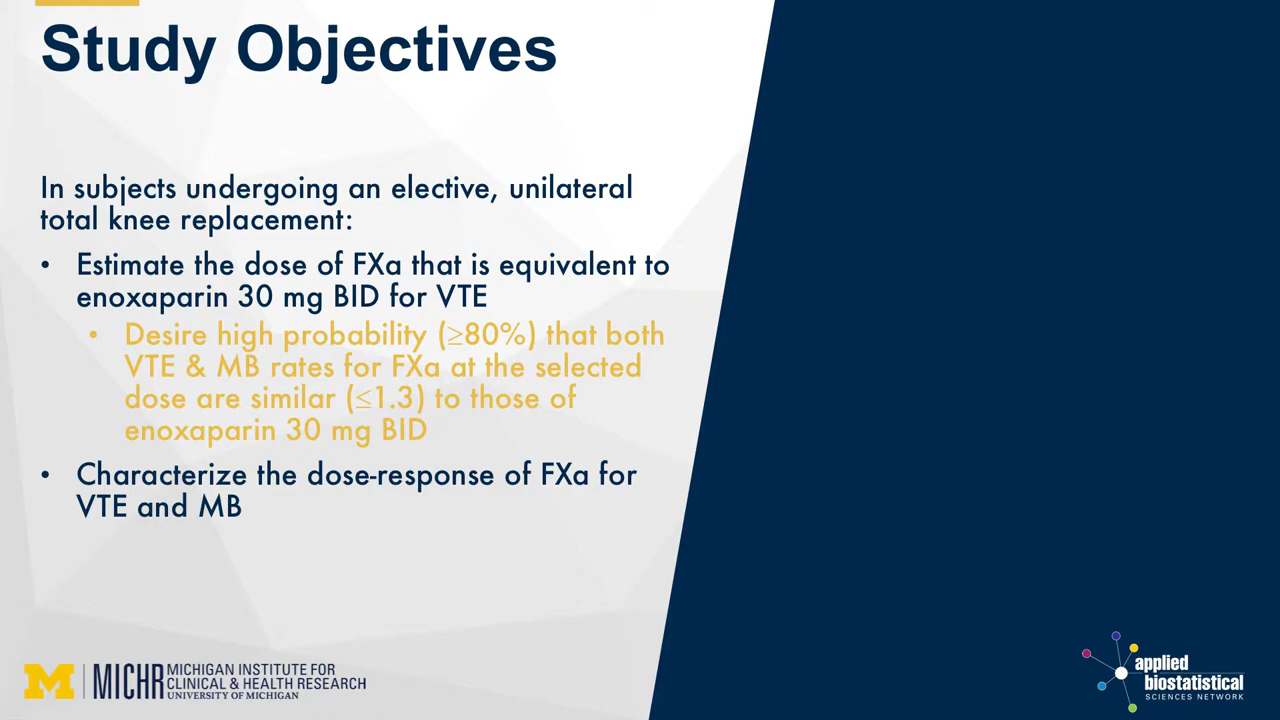 Study Objectives
In subjects undergoing an elective, unilateral
total knee replacement:
• Estimate the dose of FXa that is equivalent to
enoxaparin 30 mg BID for VTE
• Desire high probability (≥80%) that both
VTE & MB rates for FXa at the selected
dose are similar (≤1.3) to those of
enoxaparin 30 mg BID
• Characterize the dose-response of FXa for
VTE and MB
M | MICHR MICHIGAN INSTITUTE FOR
CLINICAL & HEALTH RESEARCH
UNIVERSITY OF MICHIGAN
applied
biostatistical
SCIENCES NETWORK